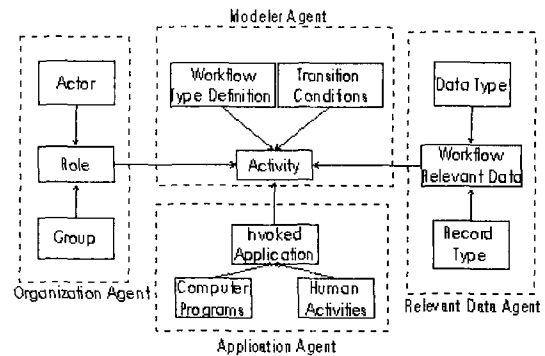 Modeler Agent
Actor
Workflow
Type Definition
Transition
Conditions
Data Type
Role
Activity
Workflow
Relevant Data
Group
Invoked
Application
Record
Type
Organization Agent
Computer
Programs
Human
Activities
Relevant Data Agent
Application Agent